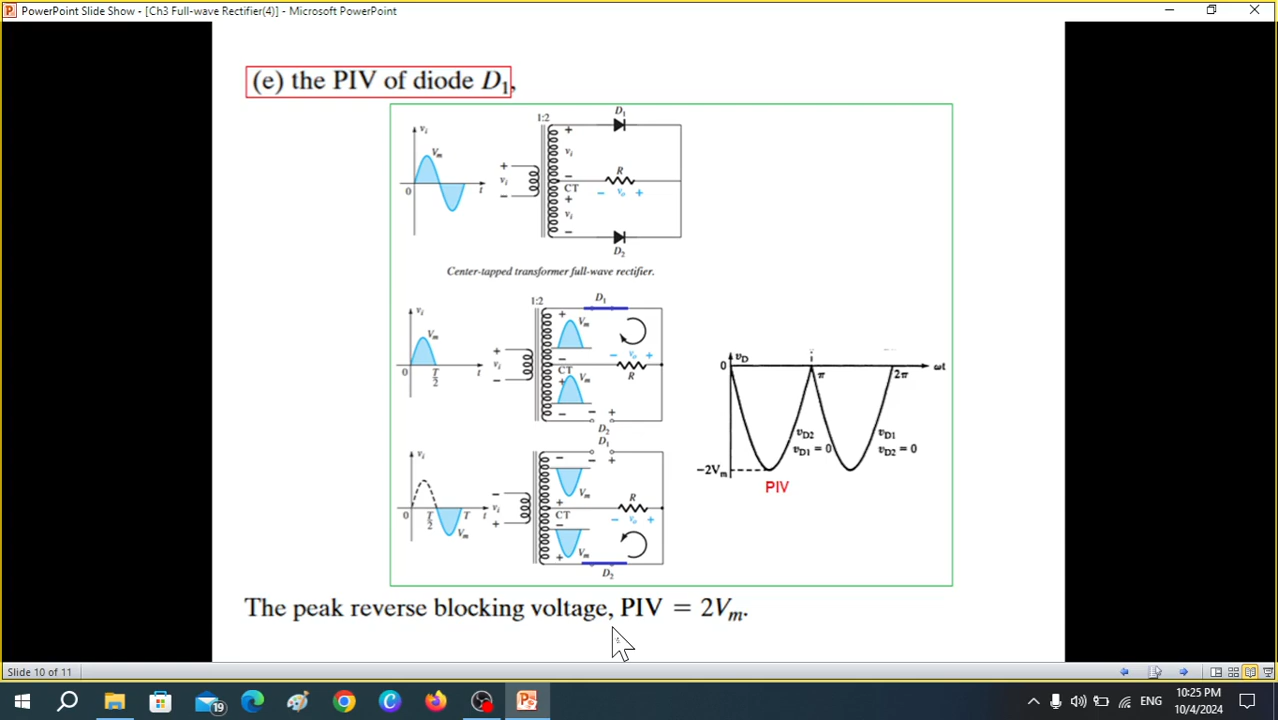 PowerPoint Slide Show - [Ch3 Full-wave Rectifier(4)] - Microsoft PowerPoint
(e) the PIV of diode D₁,
vᵢ
Vₘ
0
t
1:2
+
vᵢ
−
+
vᵢ
−
CT
+
vᵢ
−
D₁
R
− vₒ +
D₂
Center-tapped transformer full-wave rectifier.
vᵢ
Vₘ
0
T/2
t
1:2
+
vᵢ
−
+
Vₘ
−
CT
+
Vₘ
−
D₁
− vₒ +
R
− +
D₂
vᵢ
0
T/2
T
t
Vₘ
−
vᵢ
+
−
Vₘ
+
CT
−
Vₘ
+
D₁
− +
R
− vₒ +
D₂
0
vD
π
2π
ωt
vD2
vD1 = 0
vD1
vD2 = 0
−2Vₘ
PIV
The peak reverse blocking voltage, PIV = 2Vₘ.
Slide 10 of 11
19
ENG
10:25 PM
10/4/2024